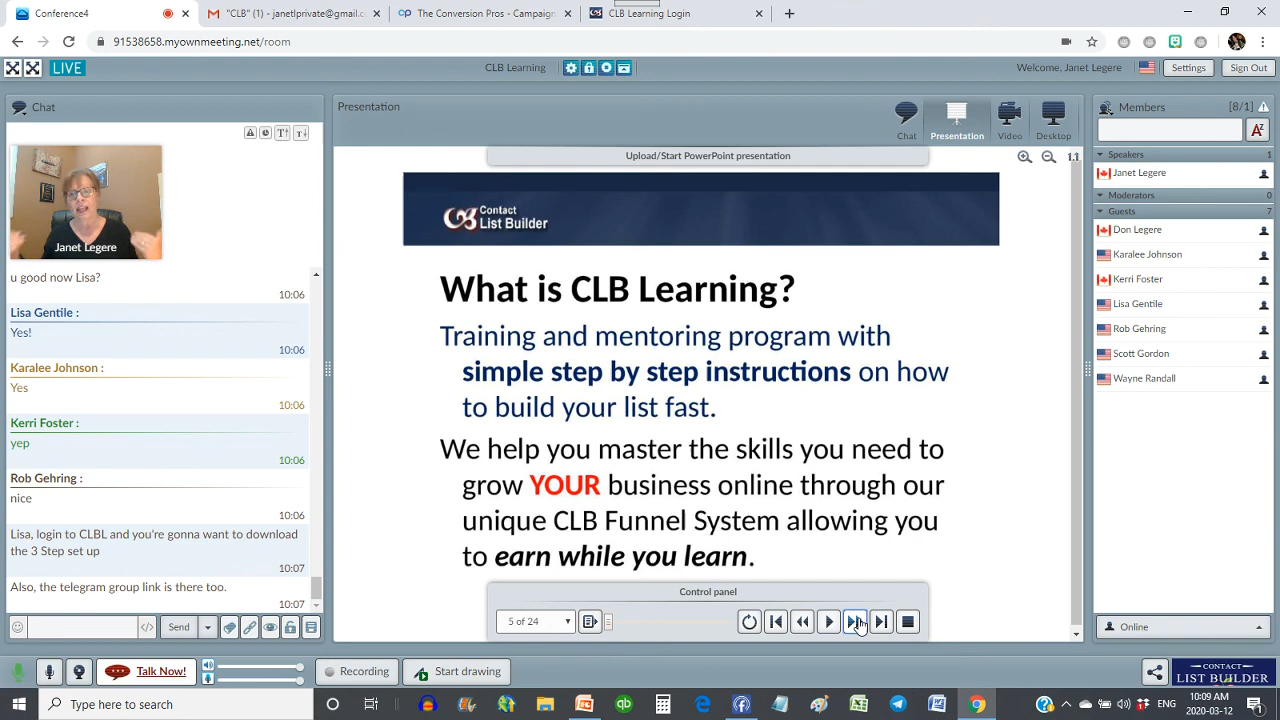 Conference4
"CLB" (1) - janetlprivate@gmail.c
The Conversion Pros - Campaign
CLB Learning Login
91538658.myownmeeting.net/room
LIVE
CLB Learning
Welcome, Janet Legere
Settings
Sign Out
Chat
Janet Legere
u good now Lisa?
10:06
Lisa Gentile :
Yes!
10:06
Karalee Johnson :
Yes
10:06
Kerri Foster :
yep
10:06
Rob Gehring :
nice
10:06
Lisa, login to CLBL and you're gonna want to download
the 3 Step set up
10:07
Also, the telegram group link is there too.
10:07
Send
Presentation
Chat
Presentation
Video
Desktop
Upload/Start PowerPoint presentation
1:1
Contact
List Builder
What is CLB Learning?
Training and mentoring program with
simple step by step instructions on how
to build your list fast.
We help you master the skills you need to
grow YOUR business online through our
unique CLB Funnel System allowing you
to earn while you learn.
Control panel
5 of 24
Members
[8/1]
Speakers
1
Janet Legere
Moderators
0
Guests
7
Don Legere
Karalee Johnson
Kerri Foster
Lisa Gentile
Rob Gehring
Scott Gordon
Wayne Randall
Online
Talk Now!
Recording
Start drawing
CONTACT
LIST BUILDER
Type here to search
ENG
10:09 AM
2020-03-12